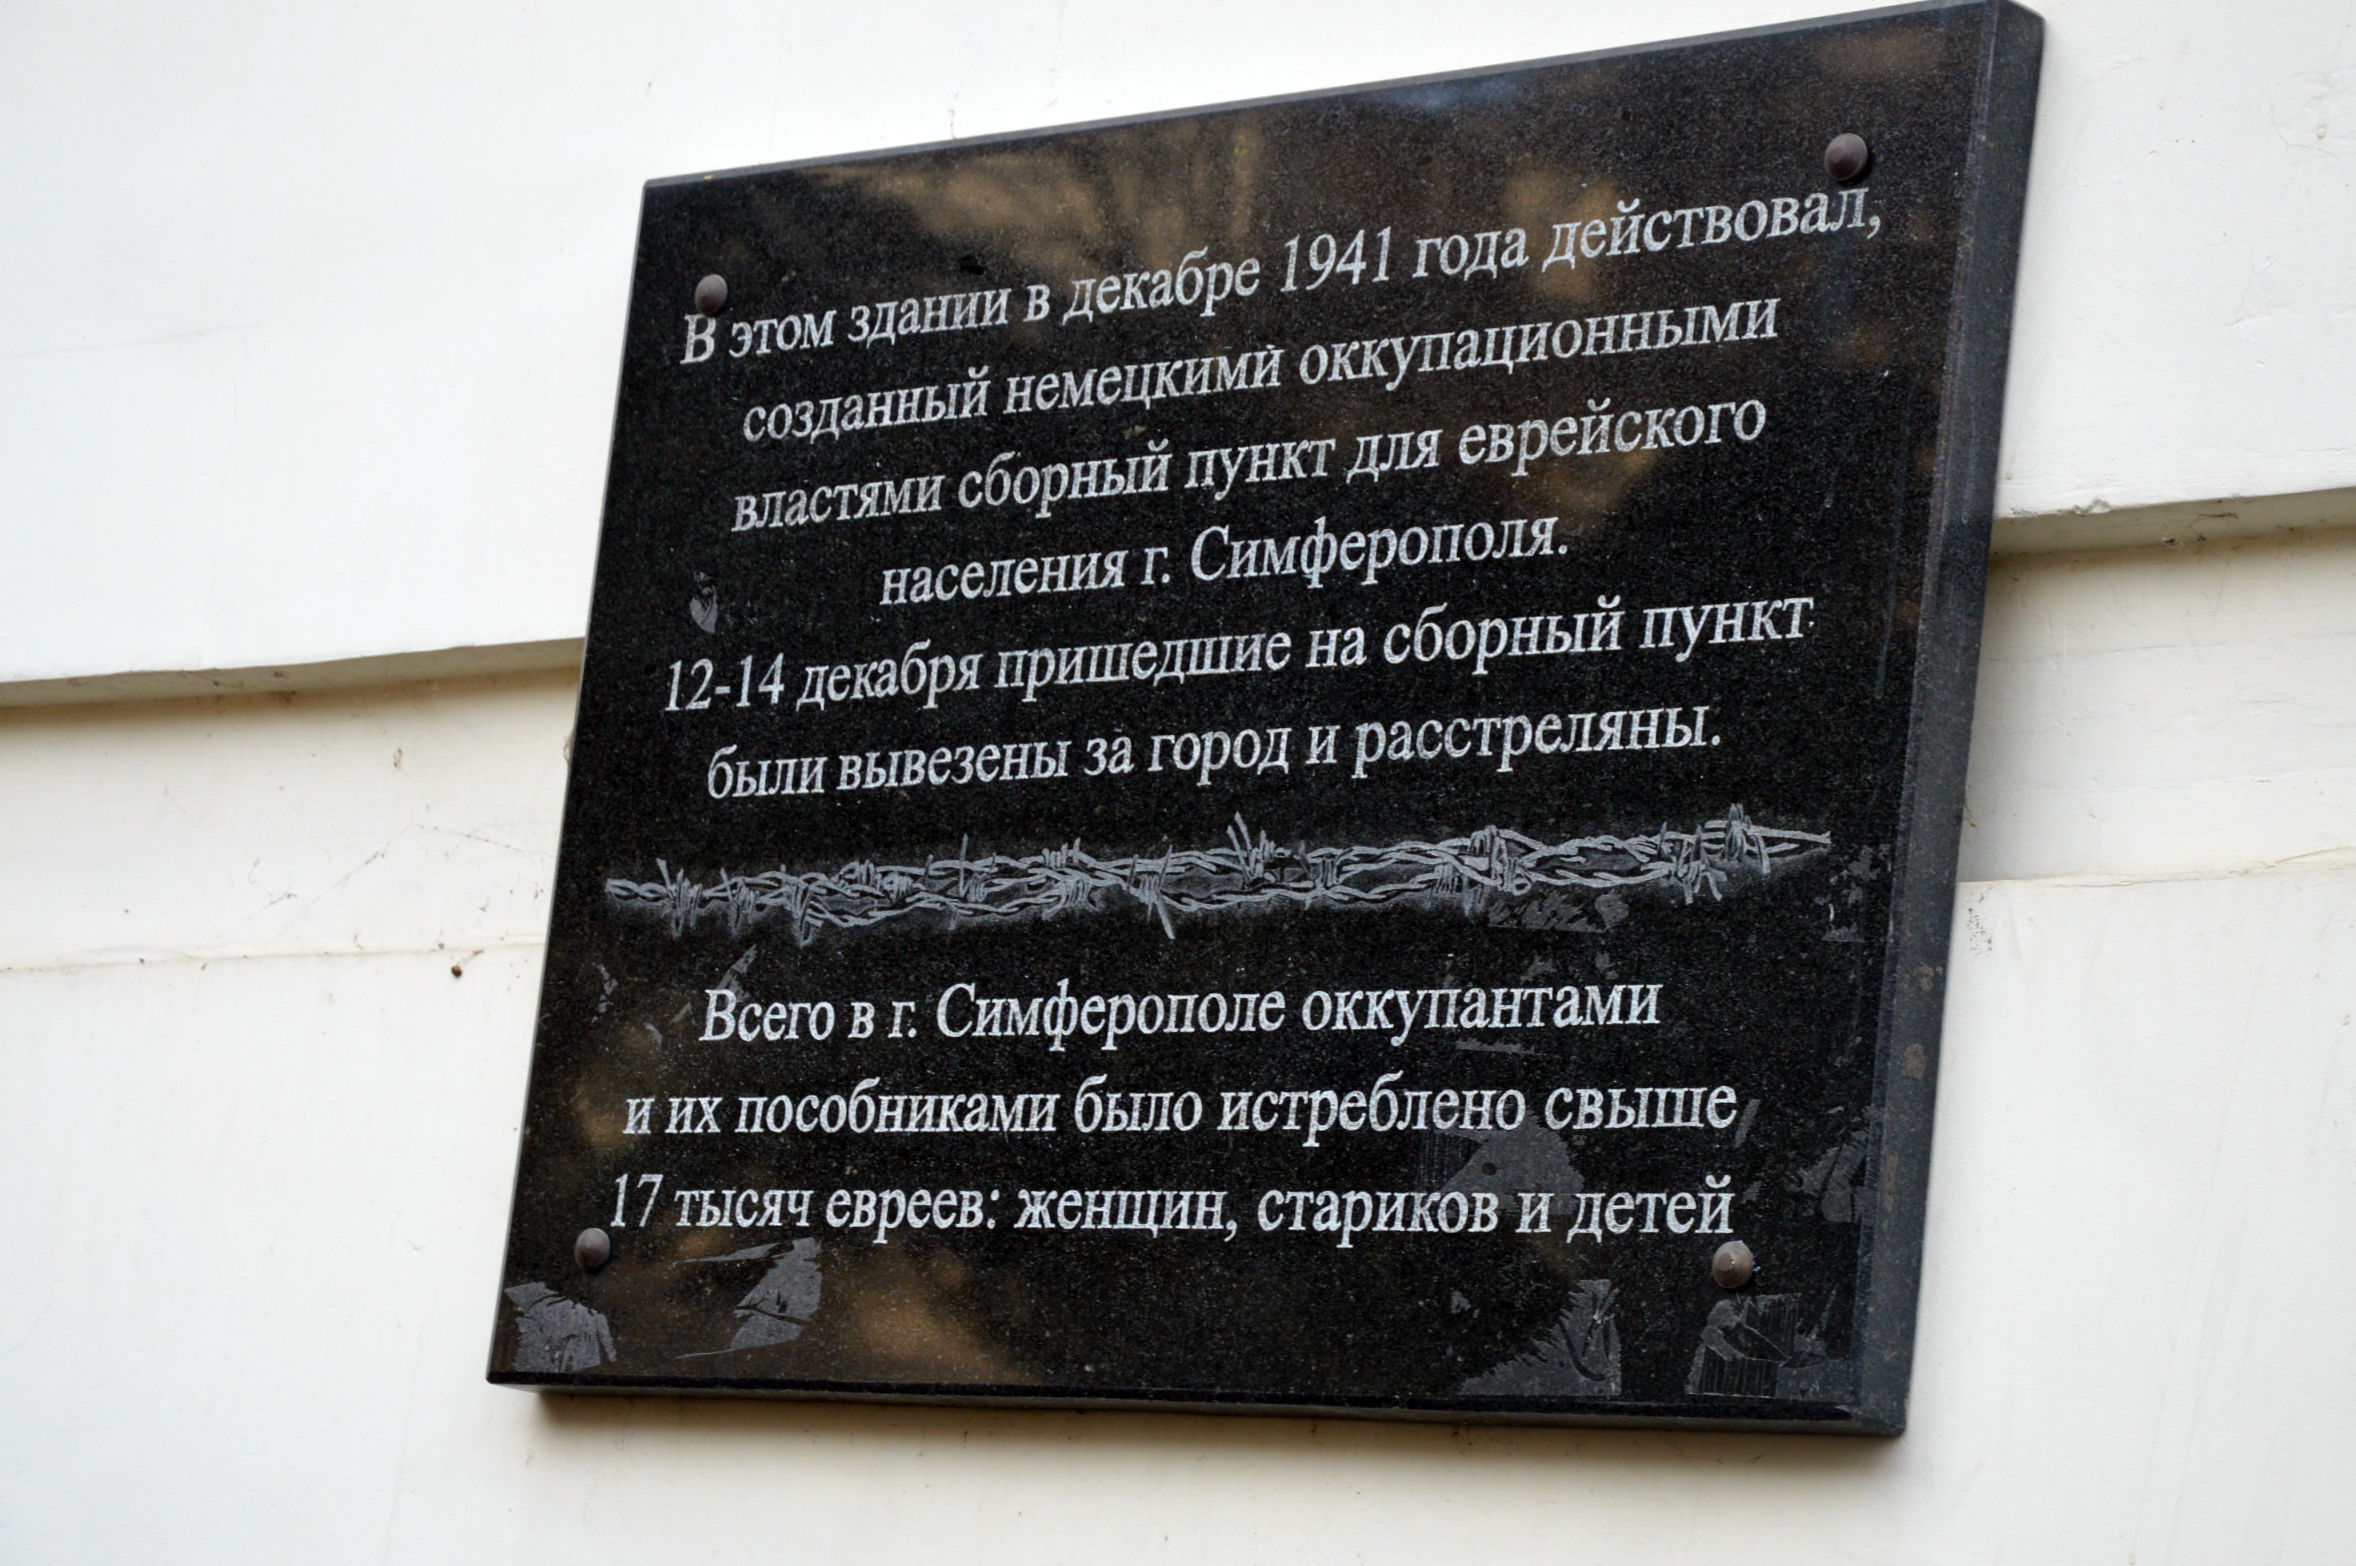 В этом здании в декабре 1941 года действовал,
созданный немецкими оккупационными
властями сборный пункт для еврейского
населения г. Симферополя.
12-14 декабря пришедшие на сборный пункт
были вывезены за город и расстреляны.
Всего в г. Симферополе оккупантами
и их пособниками было истреблено свыше
17 тысяч евреев: женщин, стариков и детей